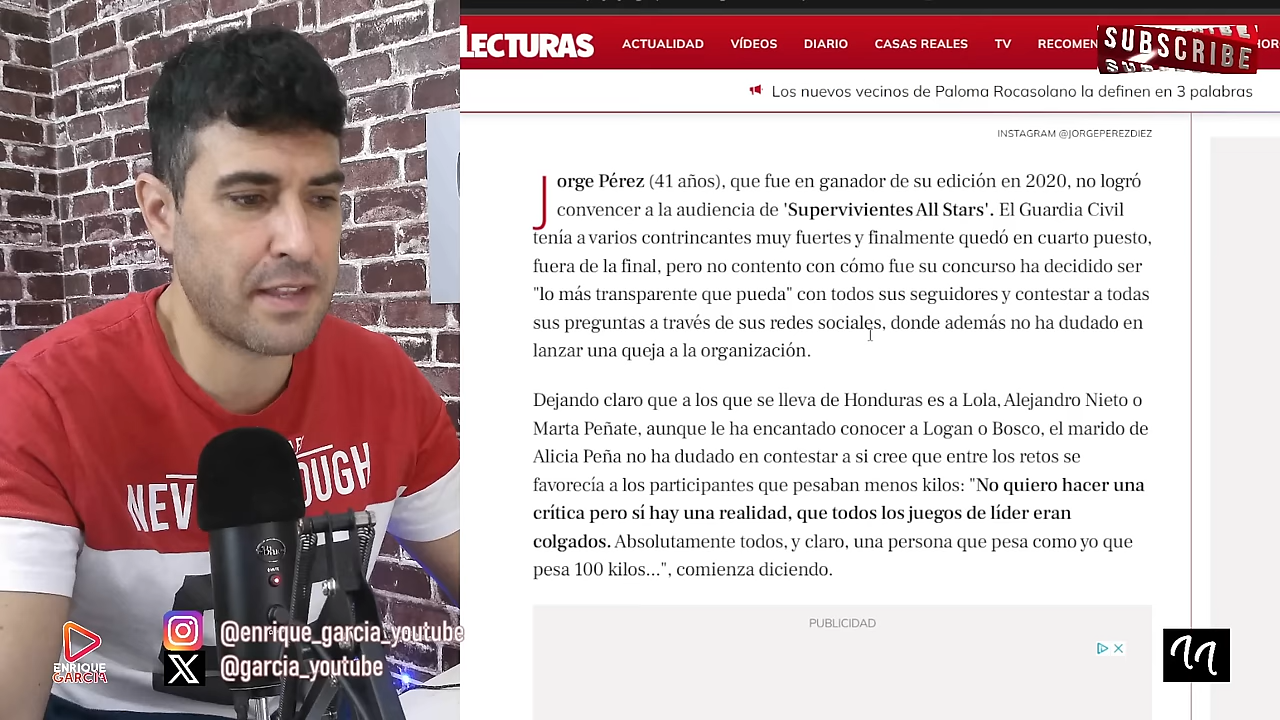 LECTURAS
ACTUALIDAD VÍDEOS DIARIO CASAS REALES TV RECOMEN
SUBSCRIBE
Los nuevos vecinos de Paloma Rocasolano la definen en 3 palabras
INSTAGRAM @JORGEPEREZDIEZ
Jorge Pérez (41 años), que fue en ganador de su edición en 2020, no logró
convencer a la audiencia de 'Supervivientes All Stars'. El Guardia Civil
tenía a varios contrincantes muy fuertes y finalmente quedó en cuarto puesto,
fuera de la final, pero no contento con cómo fue su concurso ha decidido ser
"lo más transparente que pueda" con todos sus seguidores y contestar a todas
sus preguntas a través de sus redes sociales, donde además no ha dudado en
lanzar una queja a la organización.
Dejando claro que a los que se lleva de Honduras es a Lola, Alejandro Nieto o
Marta Peñate, aunque le ha encantado conocer a Logan o Bosco, el marido de
Alicia Peña no ha dudado en contestar a si cree que entre los retos se
favorecía a los participantes que pesaban menos kilos: "No quiero hacer una
crítica pero sí hay una realidad, que todos los juegos de líder eran
colgados. Absolutamente todos, y claro, una persona que pesa como yo que
pesa 100 kilos...", comienza diciendo.
PUBLICIDAD
NEV OUGH
Blue
@enrique_garcia_youtube
@garcia_youtube
ENRIQUE
GARCIA